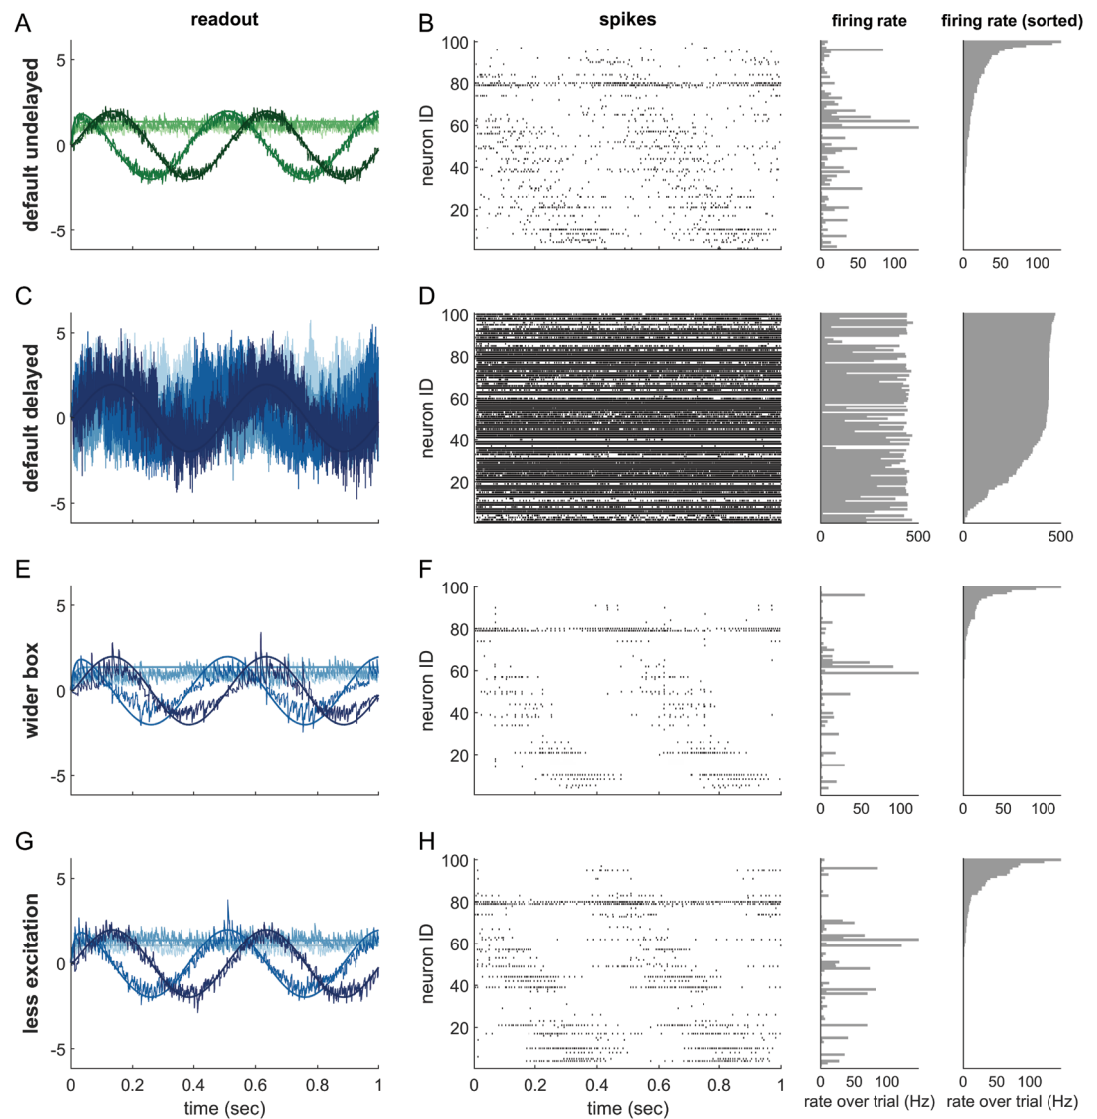 A
readout
B
spikes
firing rate
firing rate (sorted)
default undelayed
5
0
-5
neuron ID
100
80
60
40
20
0 50 100
0 50 100
C
D
default delayed
5
0
-5
neuron ID
100
80
60
40
20
0 500
0 500
E
F
wider box
5
0
-5
neuron ID
100
80
60
40
20
0 50 100
0 50 100
G
H
less excitation
5
0
-5
neuron ID
100
80
60
40
20
0 0.2 0.4 0.6 0.8 1
time (sec)
0 0.2 0.4 0.6 0.8 1
time (sec)
0 50 100
rate over trial (Hz)
0 50 100
rate over trial (Hz)